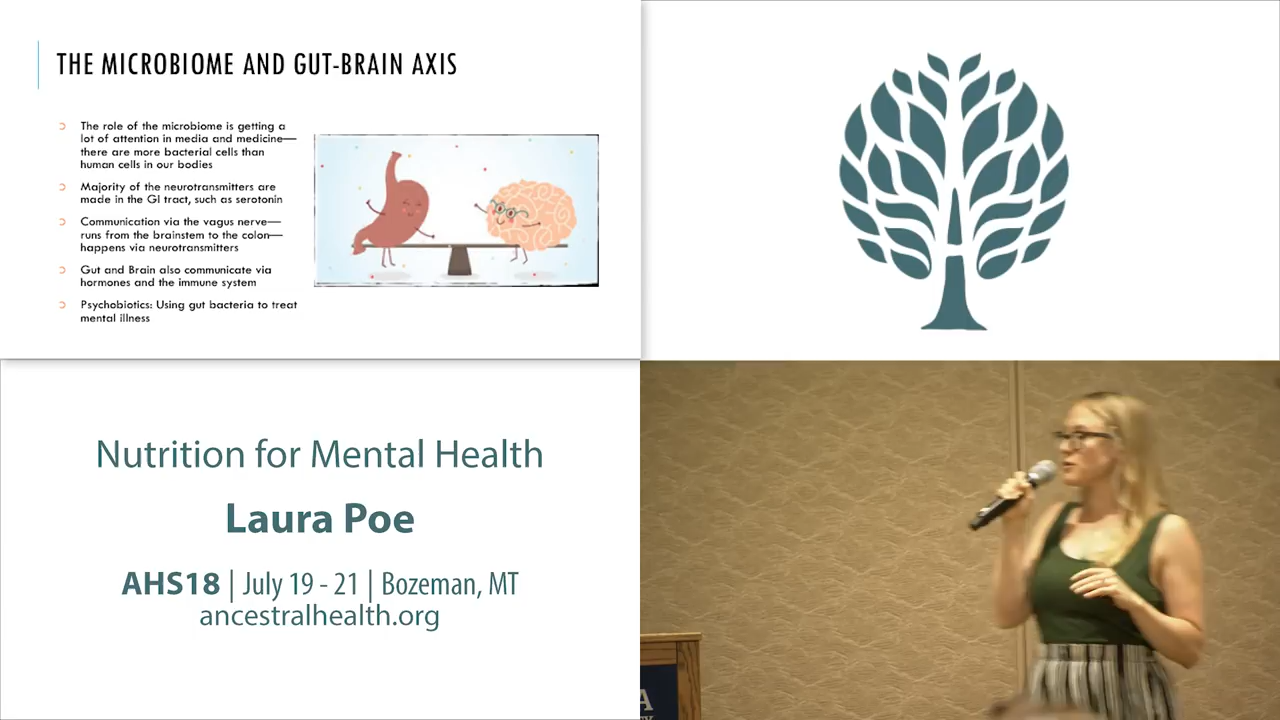 THE MICROBIOME AND GUT-BRAIN AXIS
The role of the microbiome is getting a
lot of attention in media and medicine—
there are more bacterial cells than
human cells in our bodies
Majority of the neurotransmitters are
made in the GI tract, such as serotonin
Communication via the vagus nerve—
runs from the brainstem to the colon—
happens via neurotransmitters
Gut and Brain also communicate via
hormones and the immune system
Psychobiotics: Using gut bacteria to treat
mental illness
Nutrition for Mental Health
Laura Poe
AHS18 | July 19 - 21 | Bozeman, MT
ancestralhealth.org